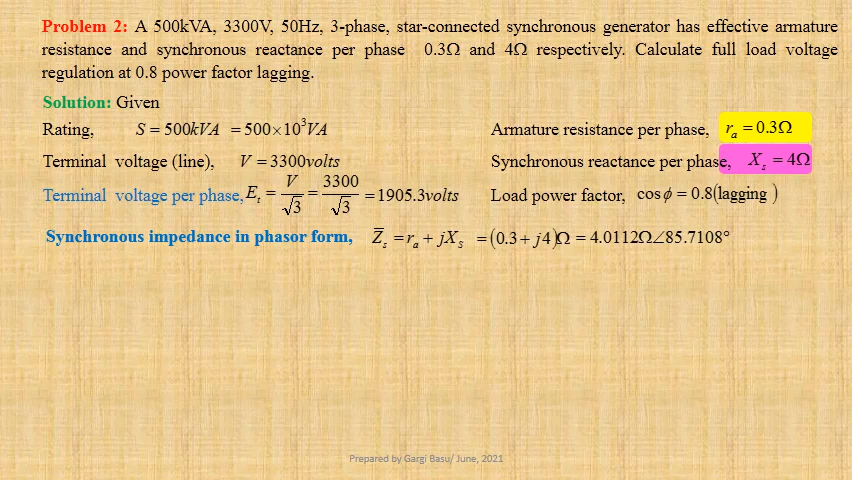 Problem 2: A 500kVA, 3300V, 50Hz, 3-phase, star-connected synchronous generator has effective armature
resistance and synchronous reactance per phase 0.3Ω and 4Ω respectively. Calculate full load voltage
regulation at 0.8 power factor lagging.
Solution: Given
Rating, S = 500kVA = 500×10³VA Armature resistance per phase, rₐ = 0.3Ω
Terminal voltage (line), V = 3300volts Synchronous reactance per phase, Xₛ = 4Ω
Terminal voltage per phase, Eₜ = V/√3 = 3300/√3 = 1905.3volts Load power factor, cosϕ = 0.8(lagging )
Synchronous impedance in phasor form, Z̅ₛ = rₐ + jX_S = (0.3 + j4)Ω = 4.0112Ω∠85.7108°
Prepared by Gargi Basu/ June, 2021